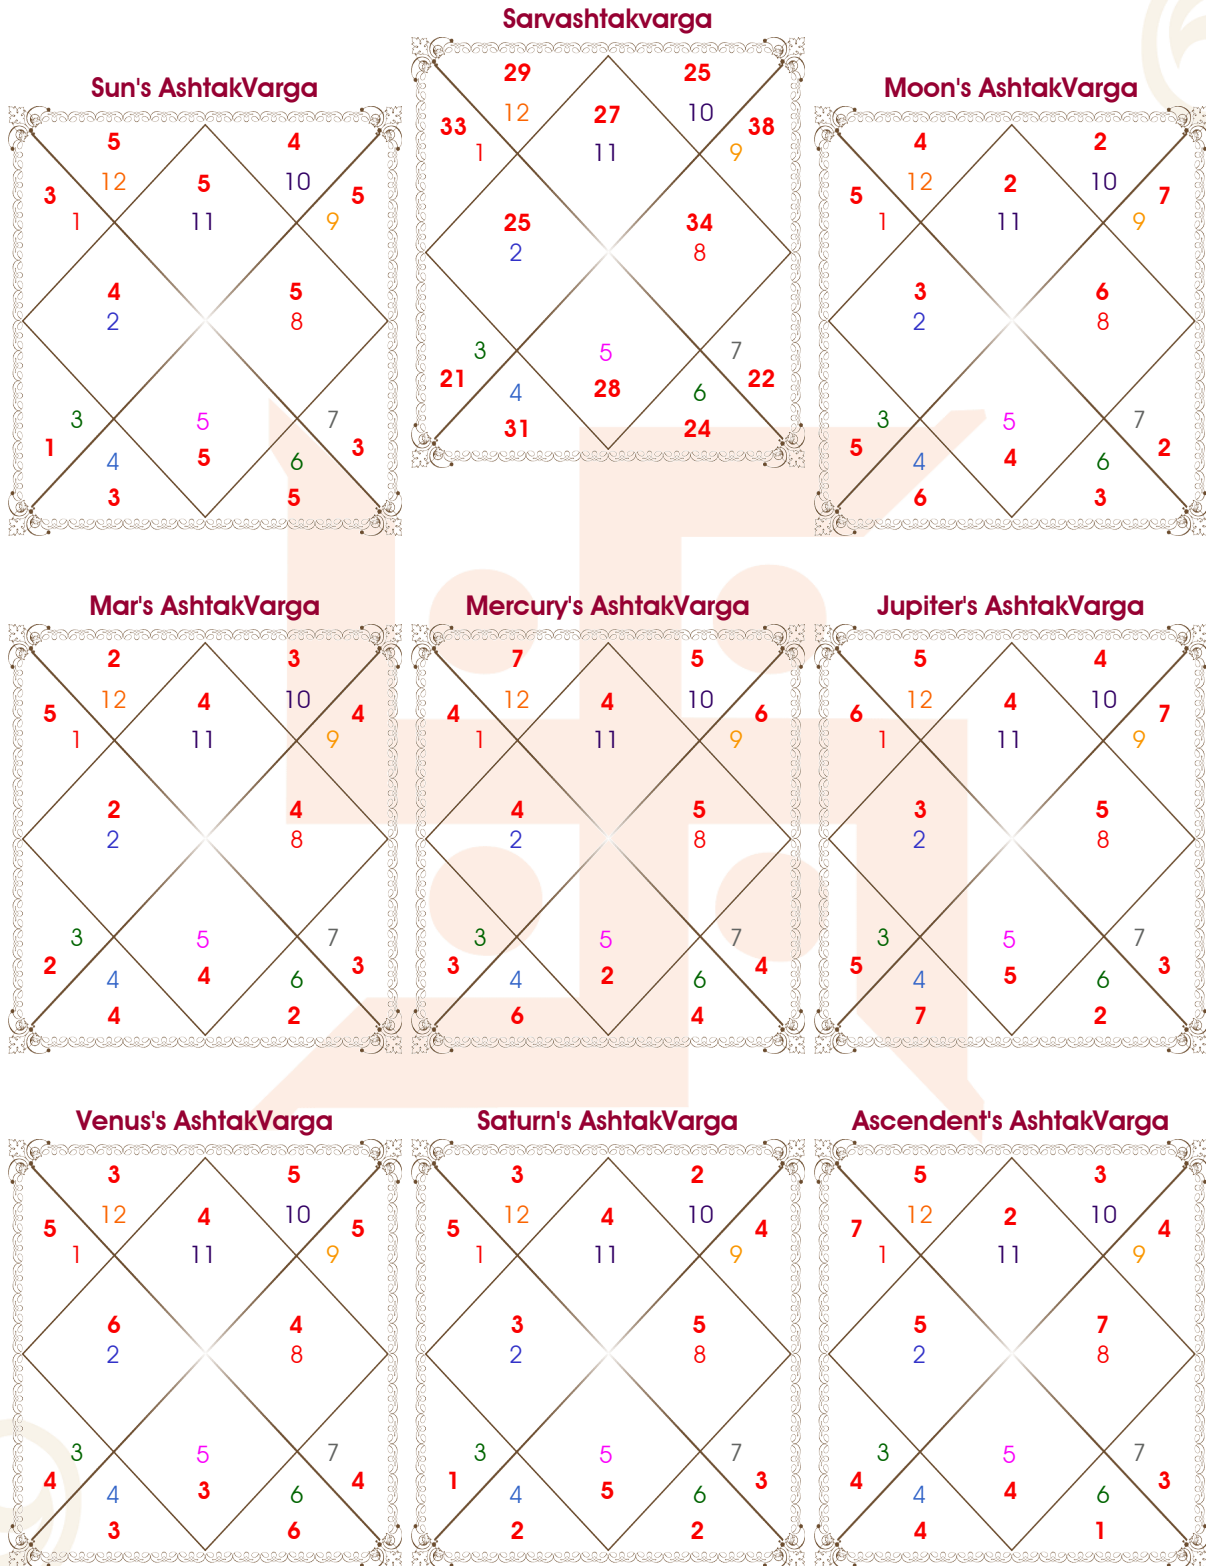 Sarvashtakvarga
29 25
12 27 10
33 38
1 11 9
25 34
2 8
3 5 7
21 28 22
4 6
31 24
Sun's AshtakVarga
5 4
12 5 10
3 5
1 11 9
4 5
2 8
3 5 7
1 5 3
4 6
3 5
Moon's AshtakVarga
4 2
12 2 10
5 7
1 11 9
3 6
2 8
3 5 7
5 4 2
4 6
6 3
Mar's AshtakVarga
2 3
12 4 10
5 4
1 11 9
2 4
2 8
3 5 7
2 4 3
4 6
4 2
Mercury's AshtakVarga
7 5
12 4 10
4 6
1 11 9
4 5
2 8
3 5 7
3 2 4
4 6
6 4
Jupiter's AshtakVarga
5 4
12 4 10
6 7
1 11 9
3 5
2 8
3 5 7
5 5 3
4 6
7 2
Venus's AshtakVarga
3 5
12 4 10
5 5
1 11 9
6 4
2 8
3 5 7
4 3 4
4 6
3 6
Saturn's AshtakVarga
3 2
12 4 10
5 4
1 11 9
3 5
2 8
3 5 7
1 5 3
4 6
2 2
Ascendent's AshtakVarga
5 3
12 2 10
7 4
1 11 9
5 7
2 8
3 5 7
4 4 3
4 6
4 1